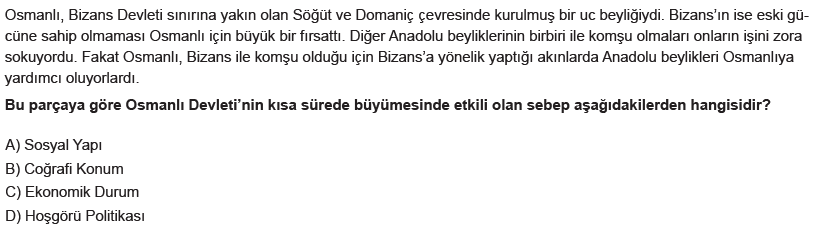 Osmanlı, Bizans Devleti sınırına yakın olan Söğüt ve Domaniç çevresinde kurulmuş bir uc beyliğiydi. Bizans’ın ise eski gü-
cüne sahip olmaması Osmanlı için büyük bir fırsattı. Diğer Anadolu beyliklerinin birbiri ile komşu olmaları onların işini zora
sokuyordu. Fakat Osmanlı, Bizans ile komşu olduğu için Bizans’a yönelik yaptığı akınlarda Anadolu beylikleri Osmanlıya
yardımcı oluyorlardı.
Bu parçaya göre Osmanlı Devleti’nin kısa sürede büyümesinde etkili olan sebep aşağıdakilerden hangisidir?
A) Sosyal Yapı
B) Coğrafi Konum
C) Ekonomik Durum
D) Hoşgörü Politikası